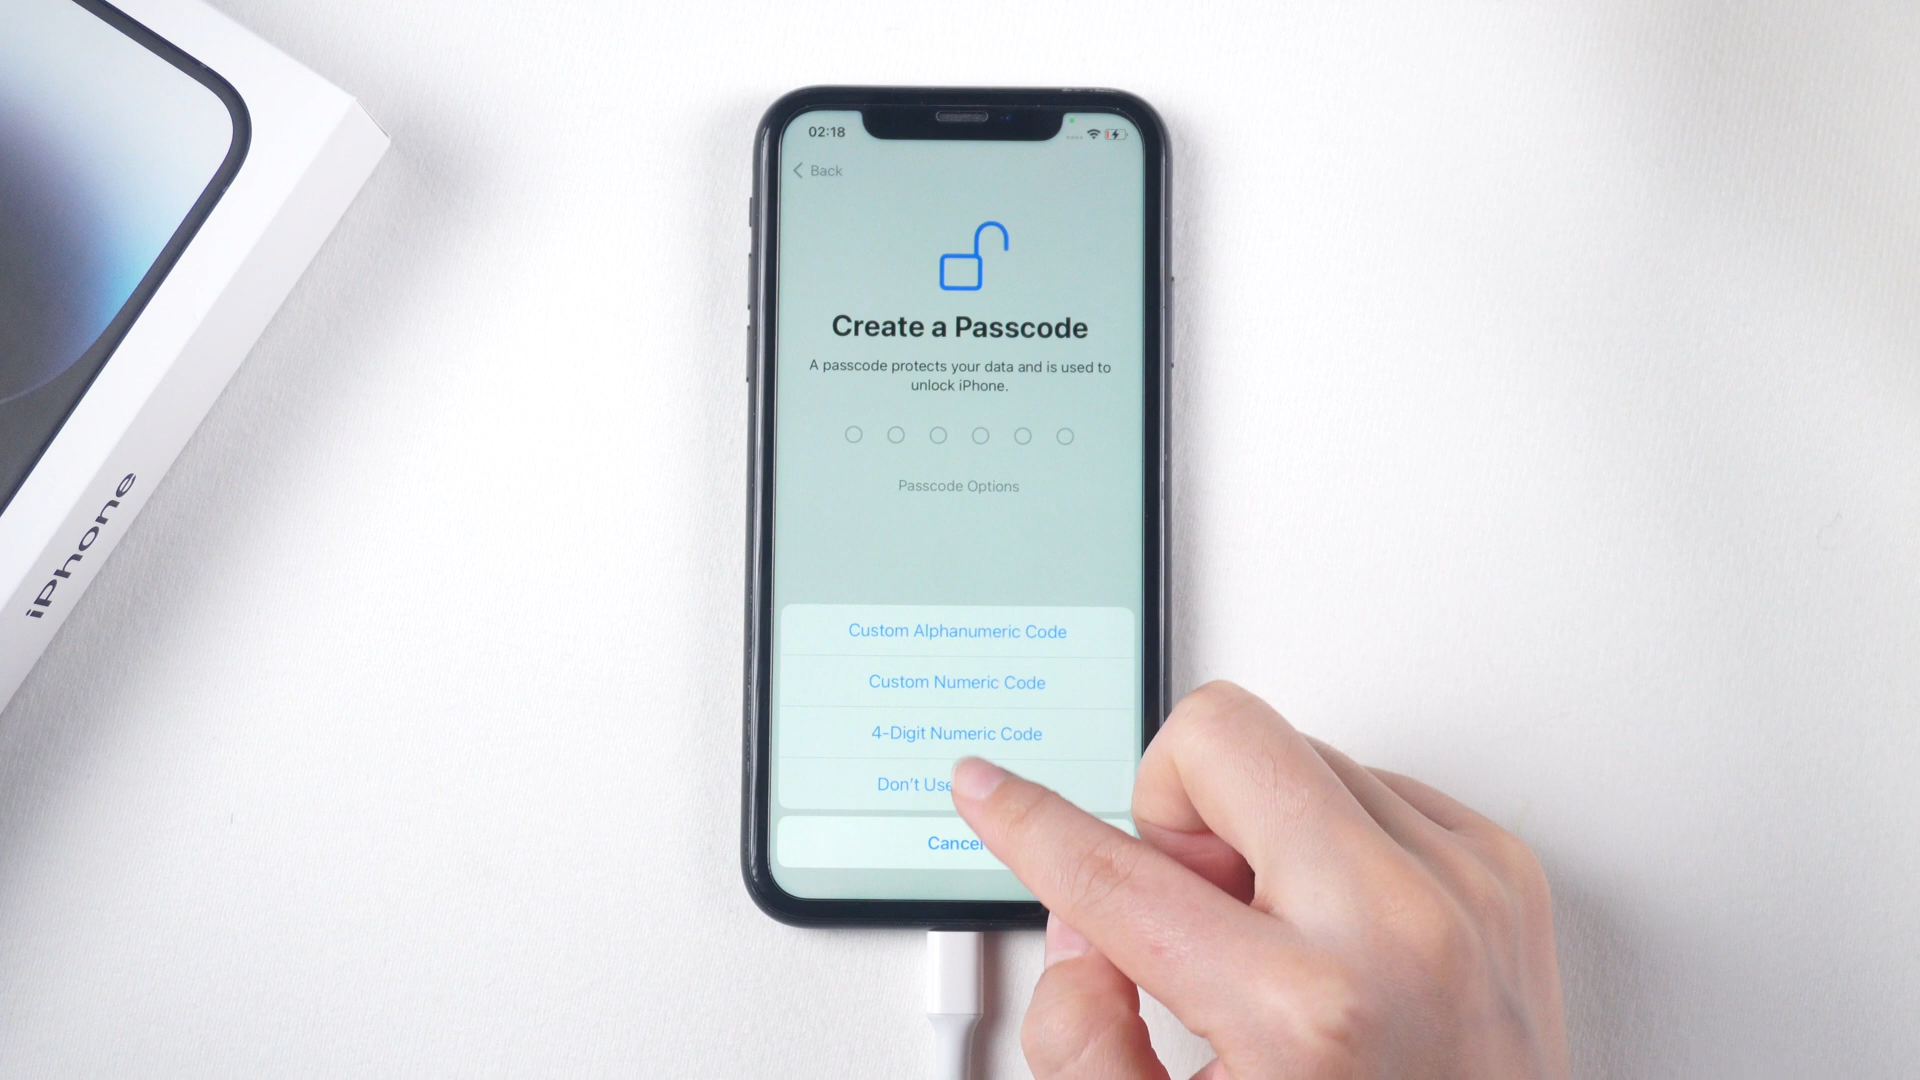 02:18
Back
Create a Passcode
A passcode protects your data and is used to
unlock iPhone.
Passcode Options
Custom Alphanumeric Code
Custom Numeric Code
4-Digit Numeric Code
Don't Use
Cancel
iPhone